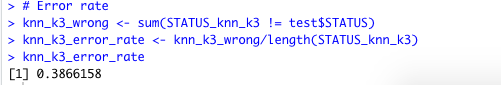 > # Error rate
> knn_k3_wrong <- sum(STATUS_knn_k3 != test$STATUS)
> knn_k3_error_rate <- knn_k3_wrong/length(STATUS_knn_k3)
> knn_k3_error_rate
[1] 0.3866158